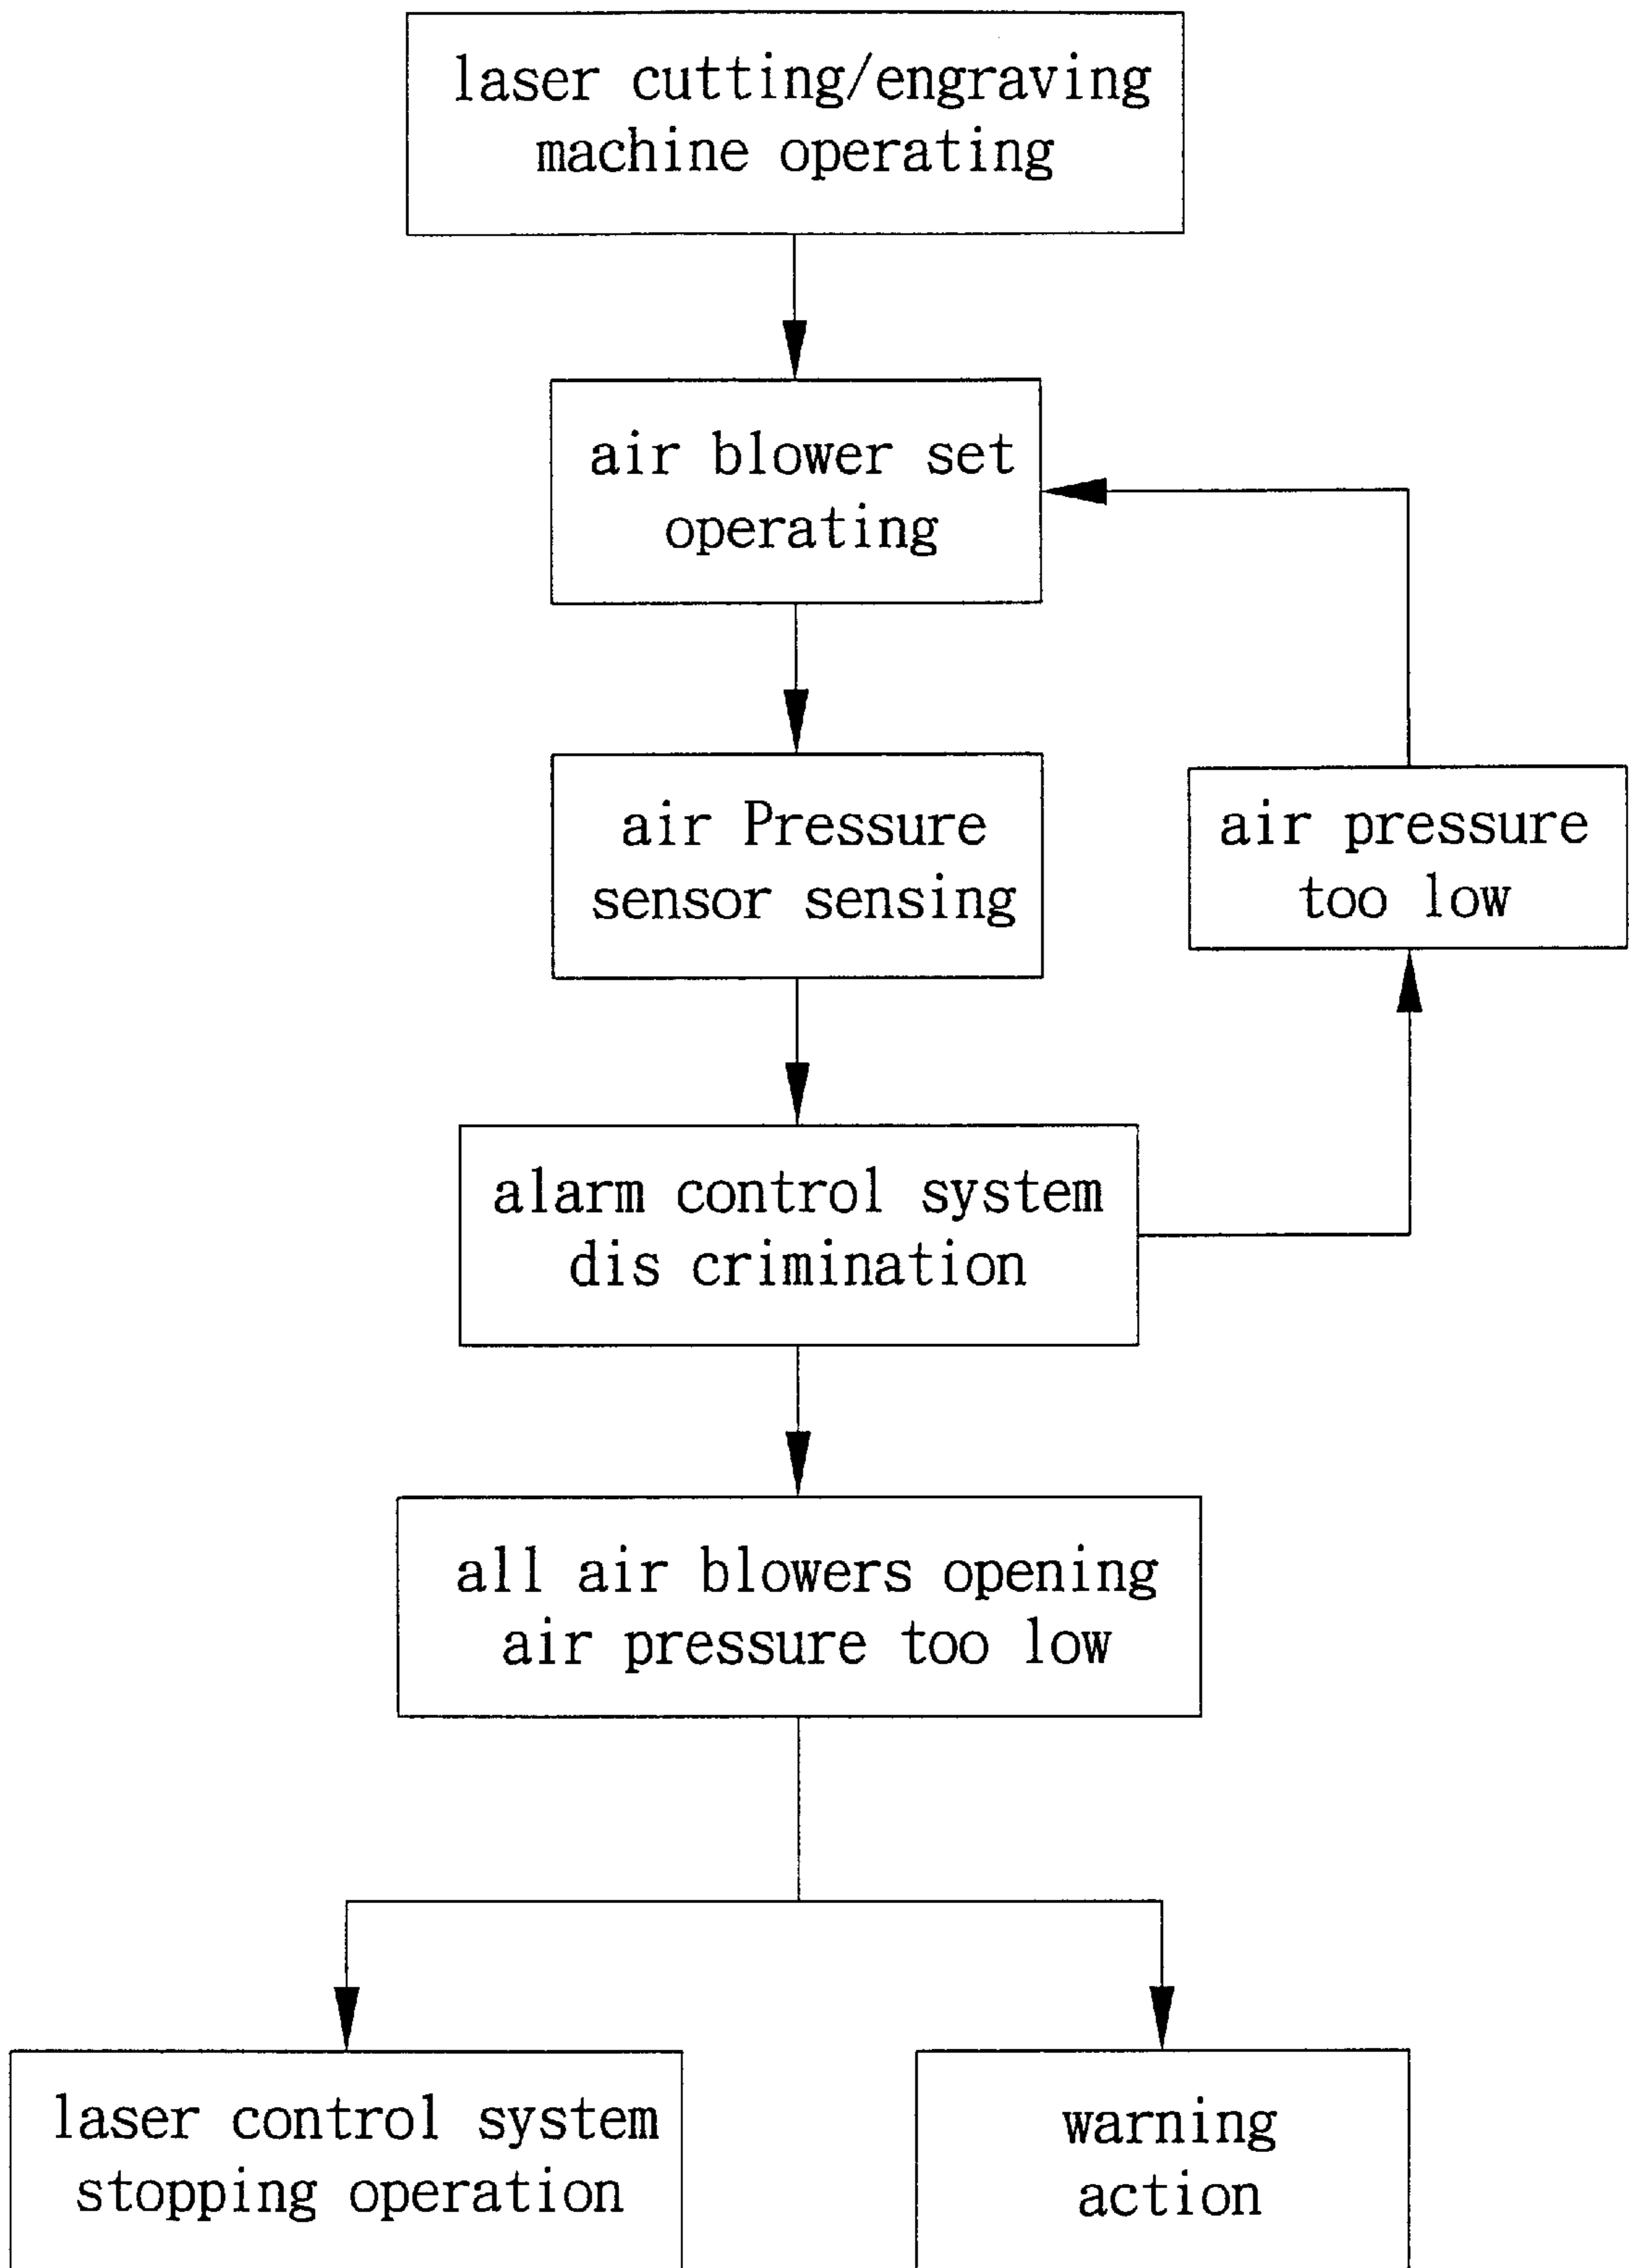 laser cutting/engraving
machine operating
air blower set
operating
air Pressure
sensor sensing
air pressure
too low
alarm control system
dis crimination
all air blowers opening
air pressure too low
laser control system
stopping operation
warning
action